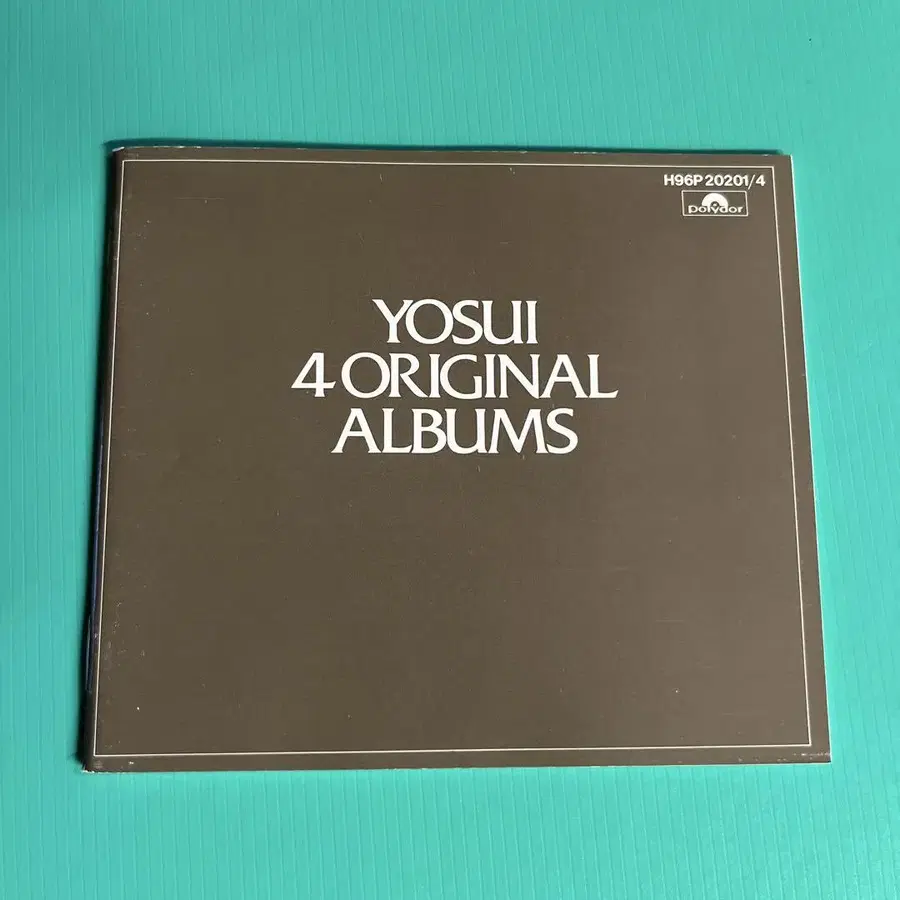 H96P 20201/4
polydor
YOSUI
4 ORIGINAL
ALBUMS